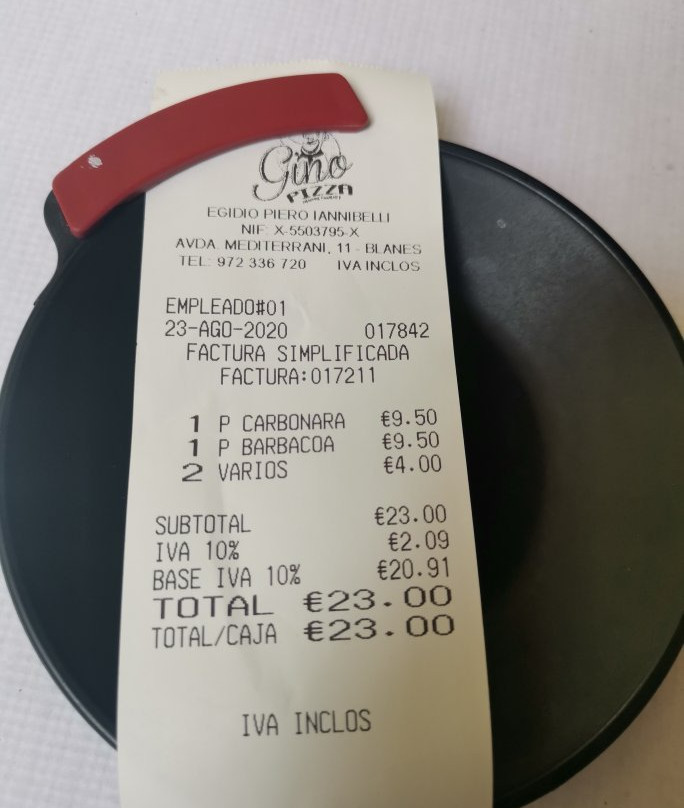 Gino
PIZZA
EGIDIO PIERO IANNIBELLI
NIF: X-5503795-X
AVDA. MEDITERRANI, 11 - BLANES
TEL: 972 336 720 IVA INCLOS
EMPLEADO#01
23-AGO-2020 017842
FACTURA SIMPLIFICADA
FACTURA:017211
1 P CARBONARA €9.50
1 P BARBACOA €9.50
2 VARIOS €4.00
SUBTOTAL €23.00
IVA 10% €2.09
BASE IVA 10% €20.91
TOTAL €23.00
TOTAL/CAJA €23.00
IVA INCLOS